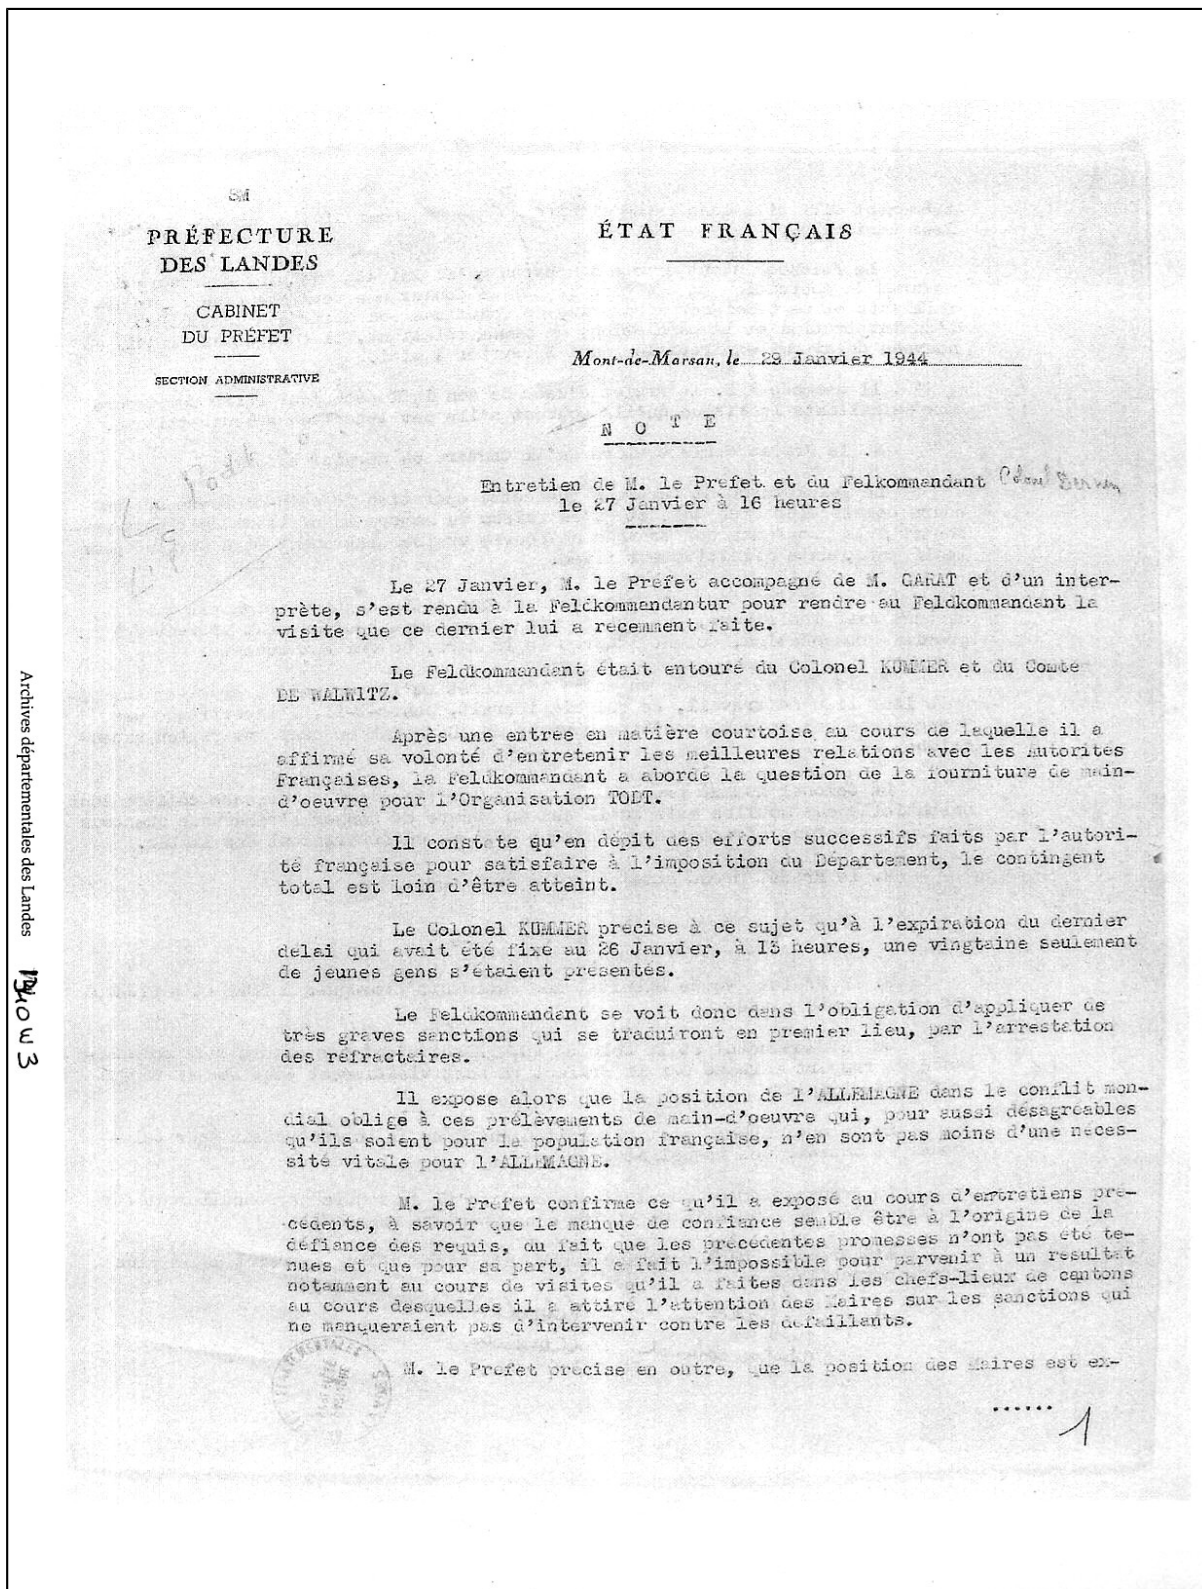 SM
PRÉFECTURE
DES LANDES
CABINET
DU PRÉFET
SECTION ADMINISTRATIVE
ÉTAT FRANÇAIS
Mont-de-Marsan, le 29 Janvier 1944
N O T E
Entretien de M. le Prefet et du Felkommandant Colonel
le 27 Janvier à 16 heures
Le 27 Janvier, M. le Prefet accompagné de M. GARAT et d'un inter-
prète, s'est rendu à la Feldkommandantur pour rendre au Feldkommandant la
visite que ce dernier lui a recemment faite.
Le Feldkommandant était entouré du Colonel KUMMER et du Comte
DE WALWITZ.
Après une entree en matière courtoise au cours de laquelle il a
affirmé sa volonté d'entretenir les meilleures relations avec les Autorités
Françaises, la Feldkommandant a aborde la question de la fourniture de main-
d'oeuvre pour l'Organisation TODT.
Il constate qu'en dépit des efforts successifs faits par l'autori-
té française pour satisfaire à l'imposition du Département, le contingent
total est loin d'être atteint.
Le Colonel KUMMER précise à ce sujet qu'à l'expiration du dernier
delai qui avait été fixe au 26 Janvier, à 13 heures, une vingtaine seulement
de jeunes gens s'etaient presentes.
Le Feldkommandant se voit donc dans l'obligation d'appliquer de
très graves sanctions qui se traduiront en premier lieu, par l'arrestation
des refractaires.
Il expose alors que la position de l'ALLEMAGNE dans le conflit mon-
dial oblige à ces prélèvements de main-d'oeuvre qui, pour aussi désagreables
qu'ils soient pour la population française, n'en sont pas moins d'une neces-
sité vitale pour l'ALLEMAGNE.
M. le Prefet confirme ce qu'il a exposé au cours d'entretiens pre-
cedents, à savoir que le manque de confiance semble être à l'origine de la
défiance des requis, du fait que les precedentes promesses n'ont pas été te-
nues et que pour sa part, il a fait l'impossible pour parvenir à un resultat
notamment au cours de visites qu'il a faites dans les chefs-lieux de cantons
au cours desquelles il a attiré l'attention des Maires sur les sanctions qui
ne manqueraient pas d'intervenir contre les defaillants.
M. le Prefet precise en outre, que la position des Maires est ex-
......
1
Archives départementales des Landes
W 3